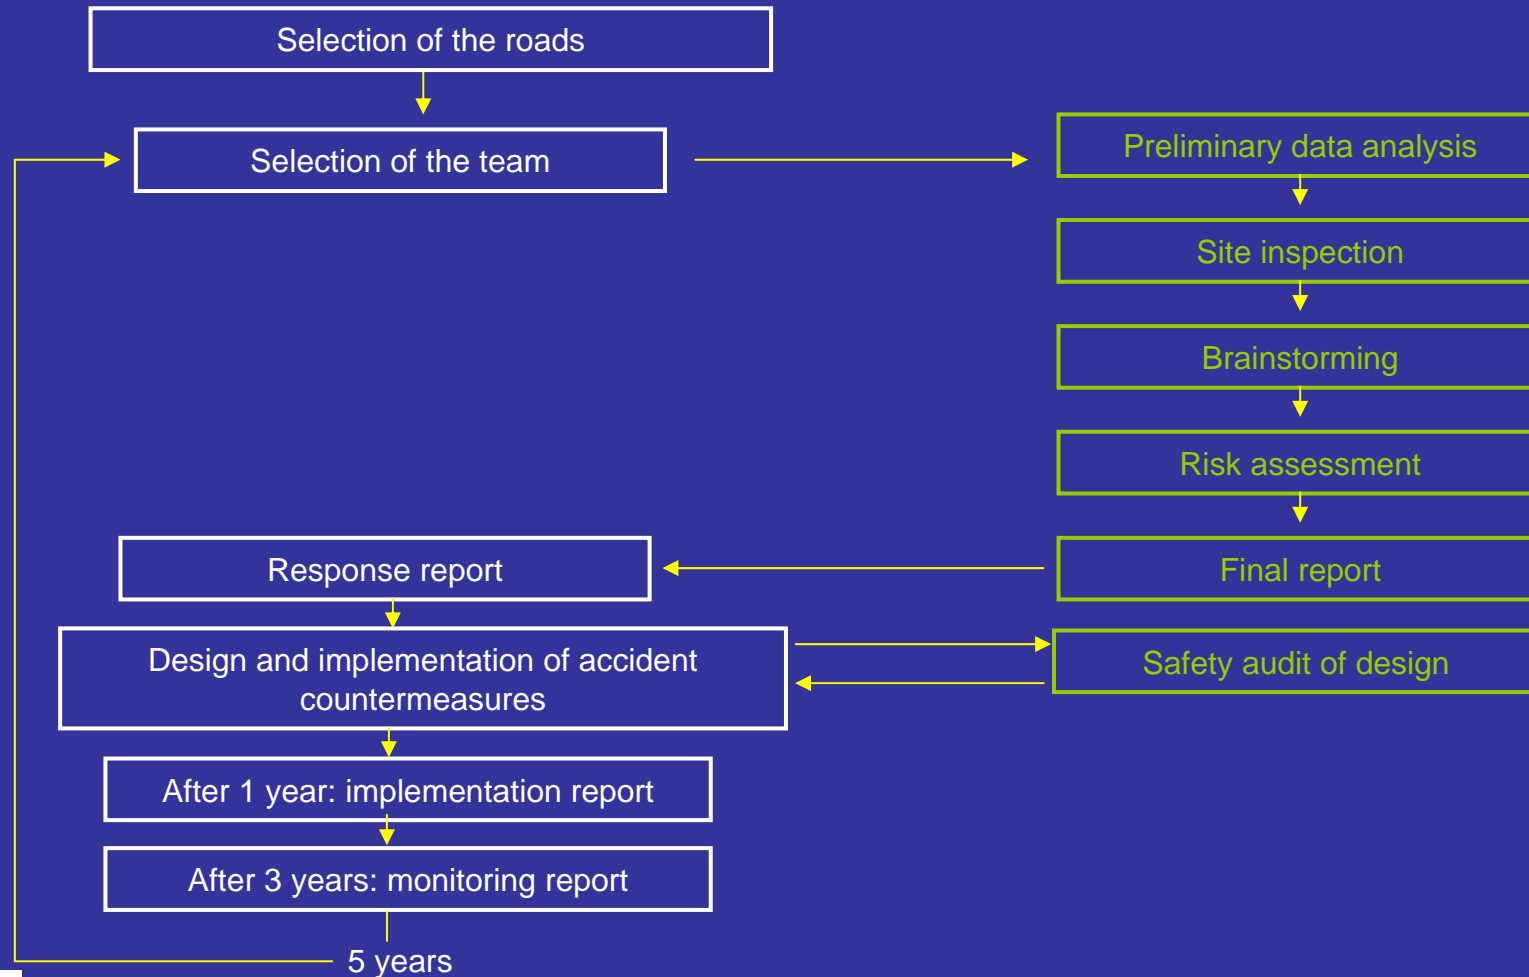 Selection of the roads
Selection of the team
Preliminary data analysis
Site inspection
Brainstorming
Risk assessment
Final report
Response report
Design and implementation of accident
countermeasures
Safety audit of design
After 1 year: implementation report
After 3 years: monitoring report
5 years